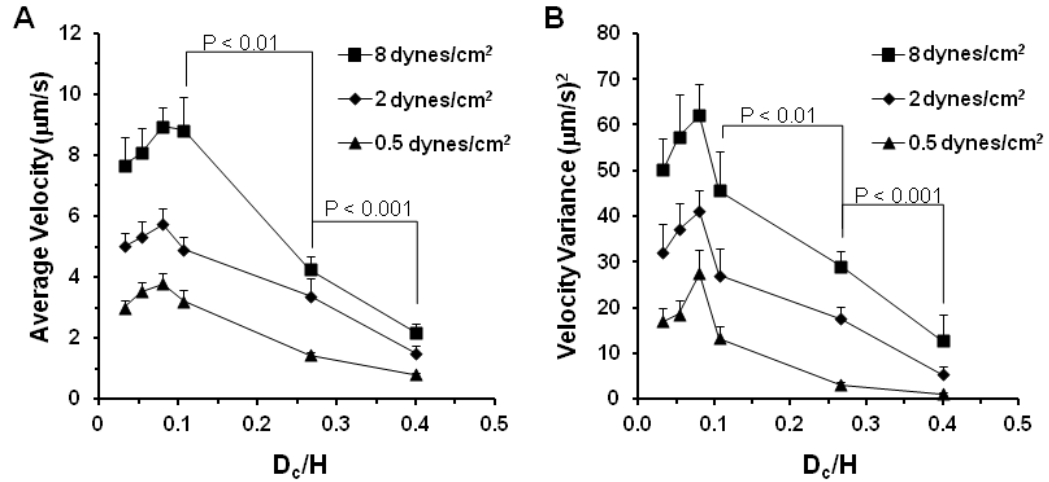 A
Average Velocity (μm/s)
12
10
8
6
4
2
0
0.0
0.1
0.2
0.3
0.4
0.5
Dc/H
P < 0.01
P < 0.001
8 dynes/cm²
2 dynes/cm²
0.5 dynes/cm²
B
Velocity Variance (μm/s)²
80
70
60
50
40
30
20
10
0
0.0
0.1
0.2
0.3
0.4
0.5
Dc/H
P < 0.01
P < 0.001
8 dynes/cm²
2 dynes/cm²
0.5 dynes/cm²